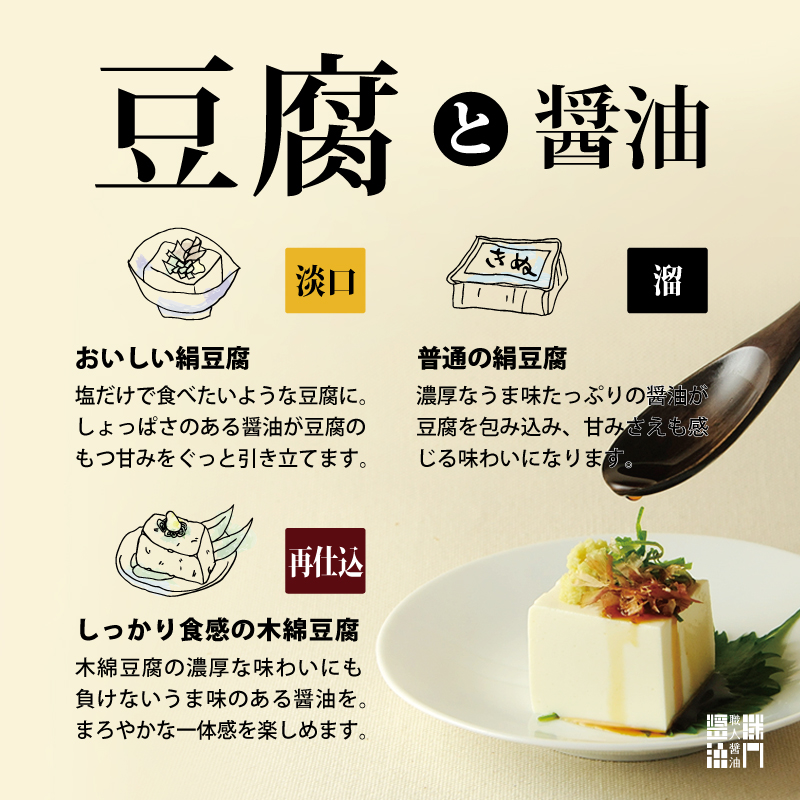 豆腐と醤油
淡口
おいしい絹豆腐
塩だけで食べたいような豆腐に。
しょっぱさのある醤油が豆腐の
もつ甘みをぐっと引き立てます。
きぬ
溜
普通の絹豆腐
濃厚なうま味たっぷりの醤油が
豆腐を包み込み、甘みさえも感
じる味わいになります。
再仕込
しっかり食感の木綿豆腐
木綿豆腐の濃厚な味わいにも
負けないうま味のある醤油を。
まろやかな一体感を楽しめます。
職人醤油